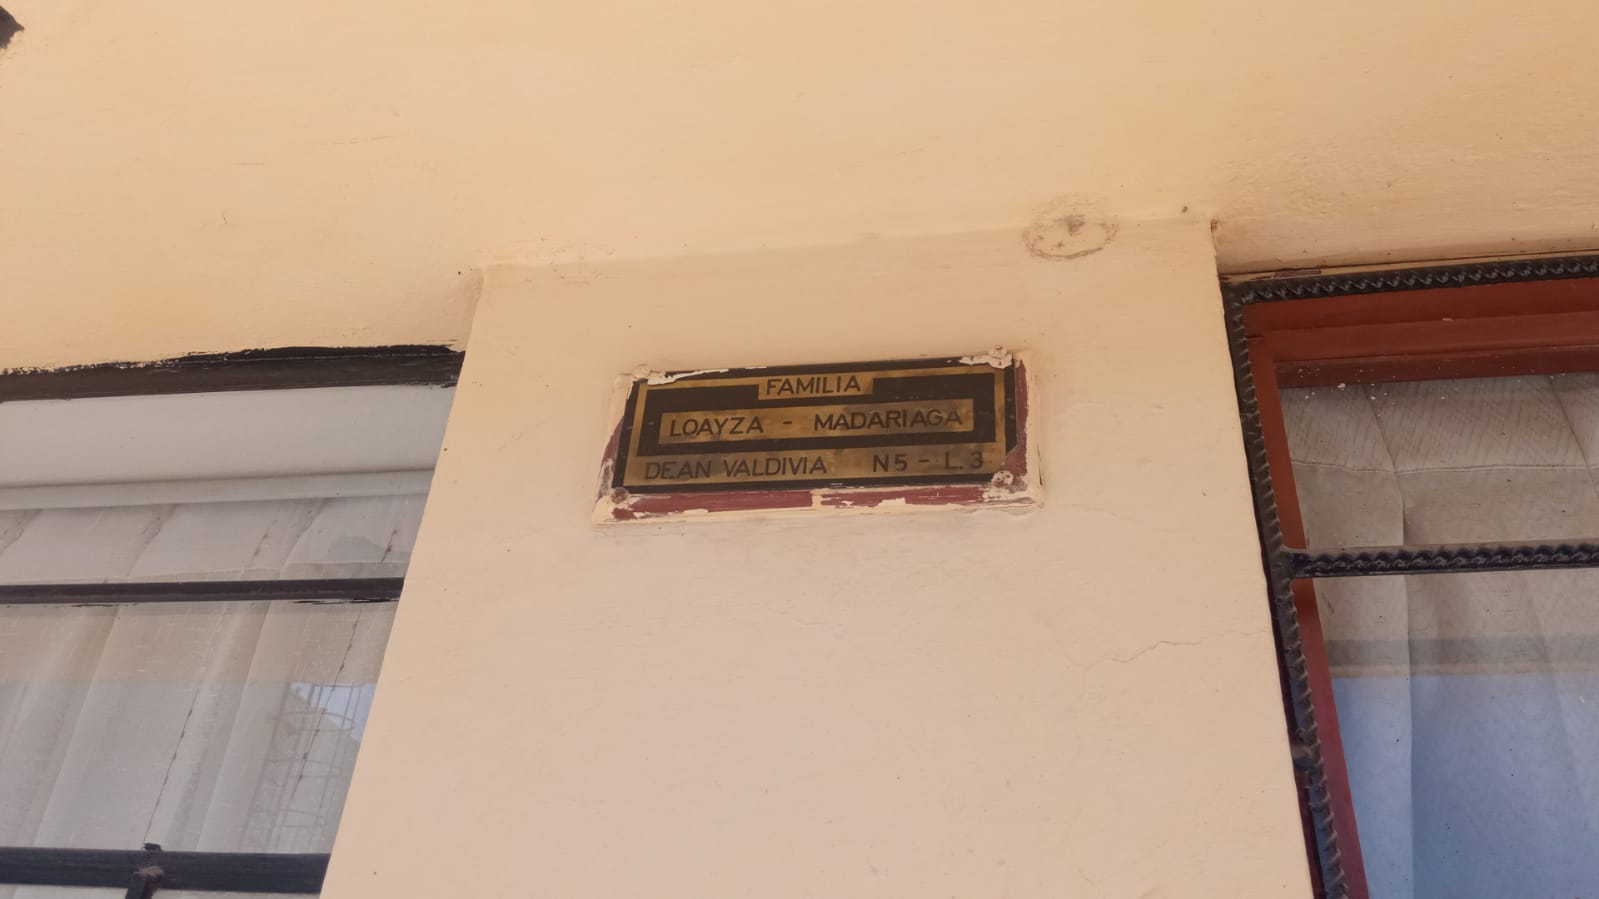 FAMILIA
LOAYZA - MADARIAGA
DEAN VALDIVIA N5 - L.3